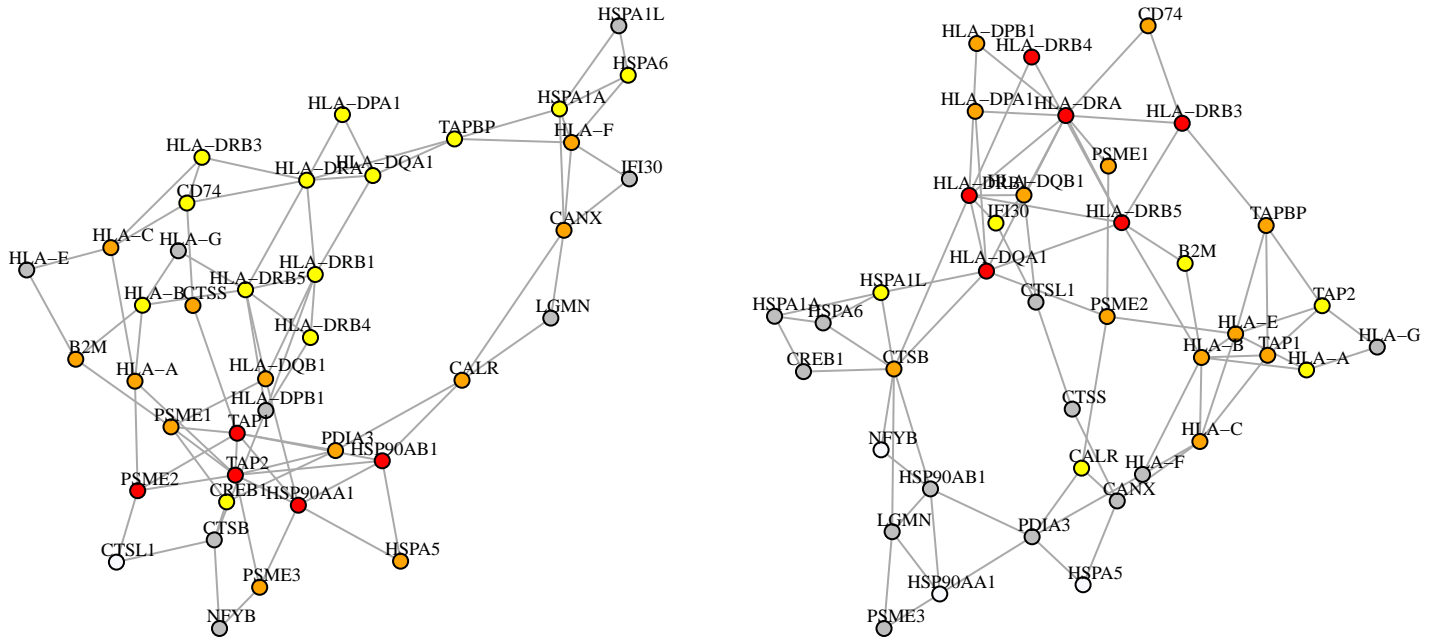 HSPA1L
HSPA6
HLA−DPA1
HSPA1A
TAPBP
HLA−F
HLA−DRB3
HLA−DRA
HLA−DQA1
IFI30
CD74
HLA−C
HLA−G
CANX
HLA−E
HLA−DRB5
HLA−DRB1
HLA−B
CTSS
LGMN
HLA−DRB4
B2M
HLA−A
HLA−DQB1
CALR
HLA−DPB1
PSME1
TAP1
PDIA3
HSP90AB1
TAP2
PSME2
CREB1
HSP90AA1
CTSB
CTSL1
HSPA5
PSME3
NFYB
CD74
HLA−DPB1
HLA−DRB4
HLA−DPA1
HLA−DRA
HLA−DRB3
PSME1
HLA−DRB1
HLA−DQB1
IFI30
HLA−DRB5
TAPBP
B2M
HLA−DQA1
HSPA1L
CTSL1
TAP2
HSPA1A
HSPA6
PSME2
HLA−E
HLA−G
HLA−B
TAP1
HLA−A
CREB1
CTSB
CTSS
HLA−C
NFYB
CALR
HLA−F
HSP90AB1
CANX
LGMN
PDIA3
HSPA5
HSP90AA1
PSME3